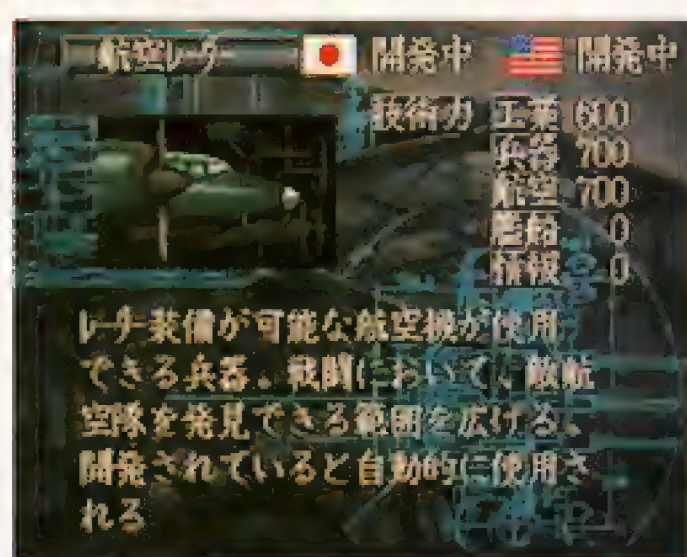 航空レーダー 開発中 開発中
技術力 工業 600
兵器 700
航空 700
艦船 0
情報 0
レーダー装備が可能な航空機が使用
できる兵器。戦闘において、敵航
空隊を発見できる範囲を広げる。
開発されていると自動的に使用さ
れる